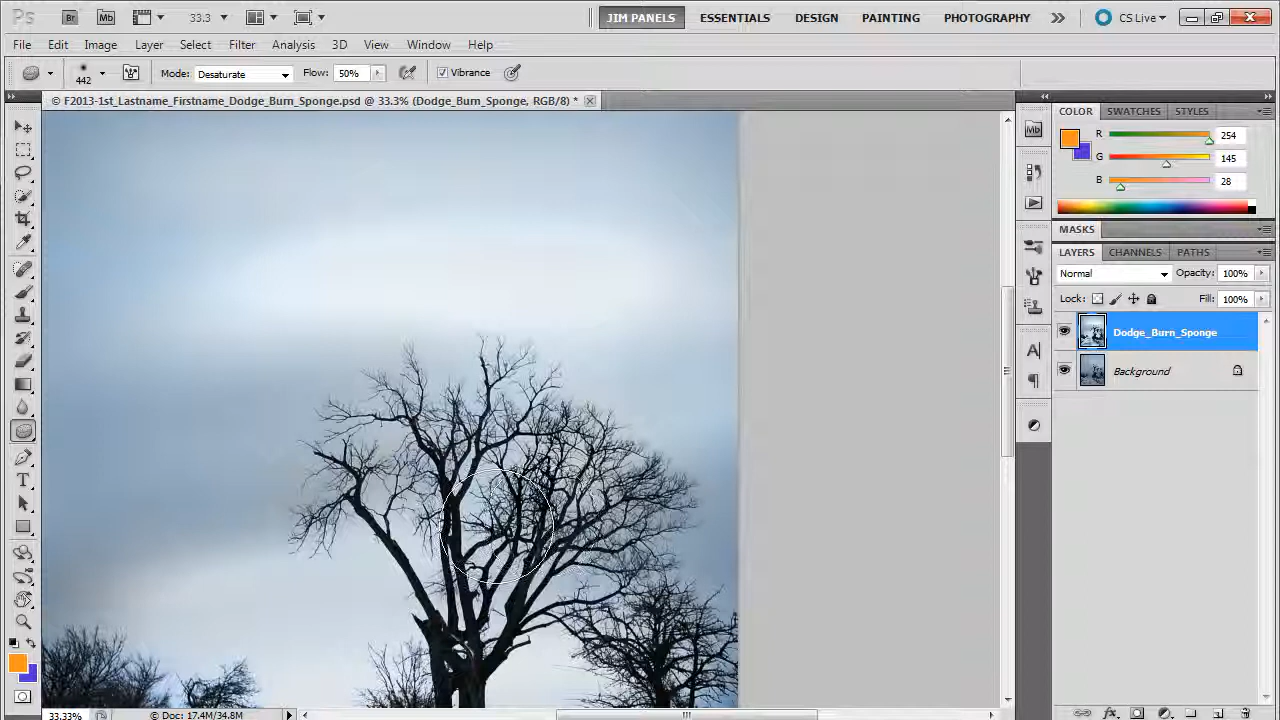 Ps Br Mb 33.3 JIM PANELS ESSENTIALS DESIGN PAINTING PHOTOGRAPHY CS Live
File Edit Image Layer Select Filter Analysis 3D View Window Help
442 Mode: Desaturate Flow: 50% Vibrance
© F2013-1st_Lastname_Firstname_Dodge_Burn_Sponge.psd @ 33.3% (Dodge_Burn_Sponge, RGB/8) *
COLOR SWATCHES STYLES
R 254
G 145
B 28
MASKS
LAYERS CHANNELS PATHS
Normal Opacity: 100%
Lock: Fill: 100%
Dodge_Burn_Sponge
Background
33.33% © Doc: 17.4M/34.8M